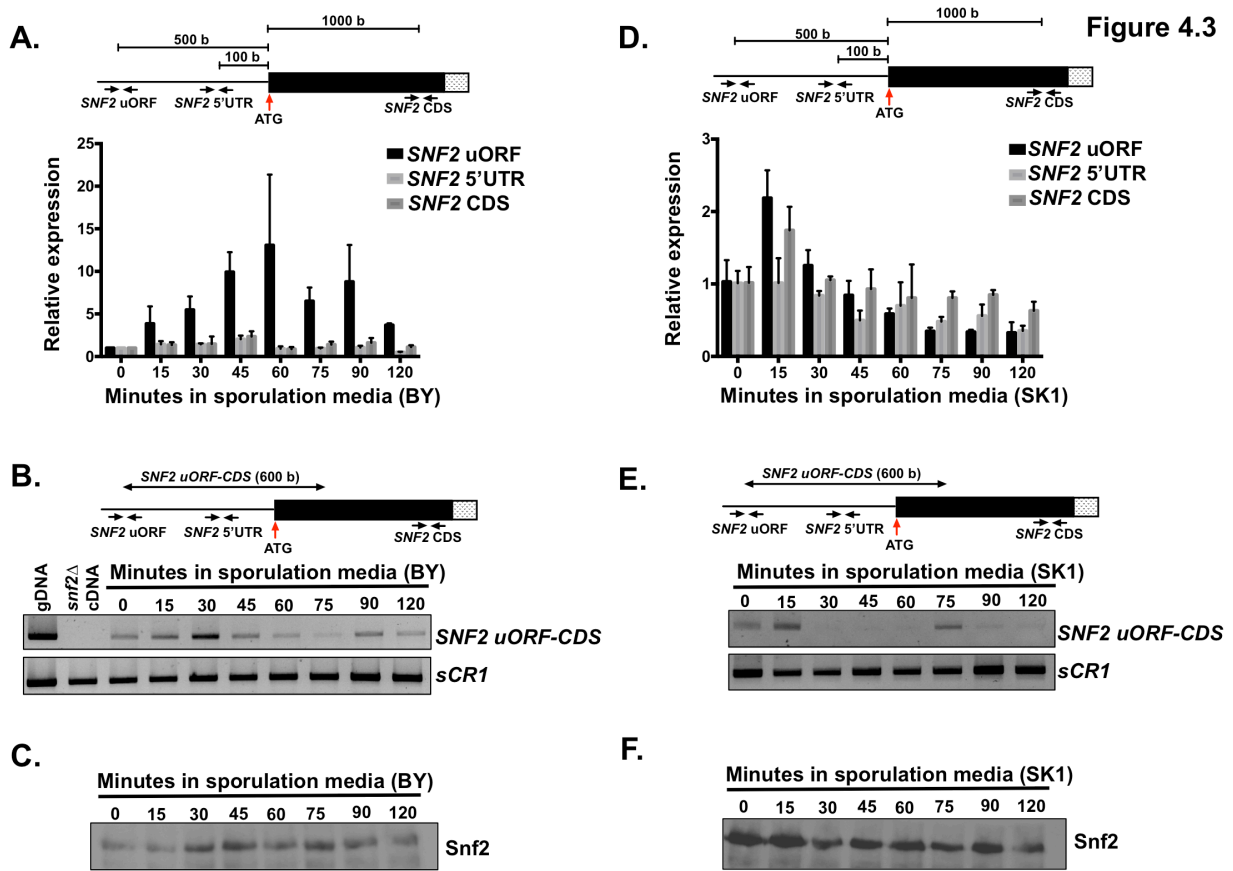 Figure 4.3
A.
1000 b
500 b
100 b
SNF2 uORF
SNF2 5'UTR
SNF2 CDS
ATG
25
20
15
10
5
0
Relative expression
SNF2 uORF
SNF2 5'UTR
SNF2 CDS
0 15 30 45 60 75 90 120
Minutes in sporulation media (BY)
D.
1000 b
500 b
100 b
SNF2 uORF
SNF2 5'UTR
SNF2 CDS
ATG
3
2
1
0
Relative expression
SNF2 uORF
SNF2 5'UTR
SNF2 CDS
0 15 30 45 60 75 90 120
Minutes in sporulation media (SK1)
B.
SNF2 uORF-CDS (600 b)
SNF2 uORF
SNF2 5'UTR
SNF2 CDS
ATG
gDNA
snf2Δ
cDNA
Minutes in sporulation media (BY)
0 15 30 45 60 75 90 120
SNF2 uORF-CDS
sCR1
E.
SNF2 uORF-CDS (600 b)
SNF2 uORF
SNF2 5'UTR
SNF2 CDS
ATG
Minutes in sporulation media (SK1)
0 15 30 45 60 75 90 120
SNF2 uORF-CDS
sCR1
C.
Minutes in sporulation media (BY)
0 15 30 45 60 75 90 120
Snf2
F.
Minutes in sporulation media (SK1)
0 15 30 45 60 75 90 120
Snf2